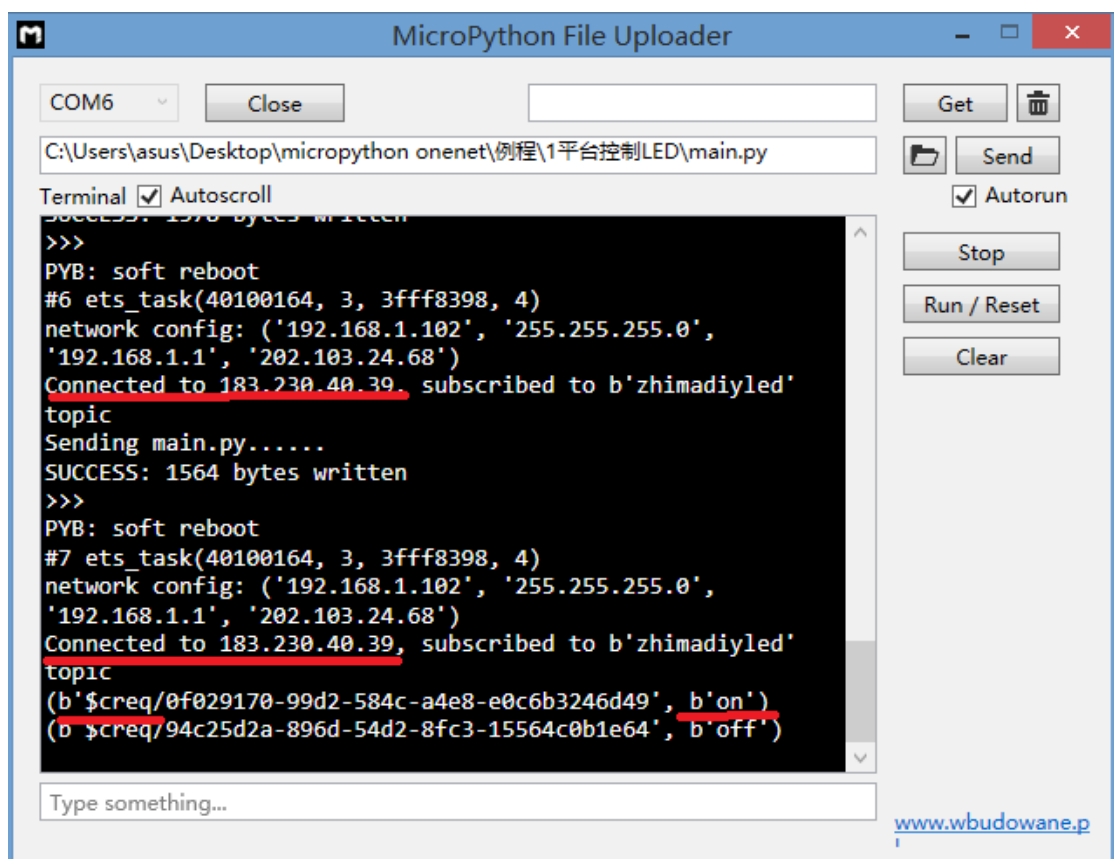 MicroPython File Uploader
COM6 Close Get
C:\Users\asus\Desktop\micropython onenet\例程\1平台控制LED\main.py Send
Terminal Autoscroll Autorun
SUCCESS: 1578 bytes written
>>>
PYB: soft reboot
#6 ets_task(40100164, 3, 3fff8398, 4)
network config: ('192.168.1.102', '255.255.255.0',
'192.168.1.1', '202.103.24.68')
Connected to 183.230.40.39, subscribed to b'zhimadiyled'
topic
Sending main.py......
SUCCESS: 1564 bytes written
>>>
PYB: soft reboot
#7 ets_task(40100164, 3, 3fff8398, 4)
network config: ('192.168.1.102', '255.255.255.0',
'192.168.1.1', '202.103.24.68')
Connected to 183.230.40.39, subscribed to b'zhimadiyled'
topic
(b'$creq/0f029170-99d2-584c-a4e8-e0c6b3246d49', b'on')
(b'$creq/94c25d2a-896d-54d2-8fc3-15564c0b1e64', b'off')
Stop
Run / Reset
Clear
Type something...
www.wbudowane.p